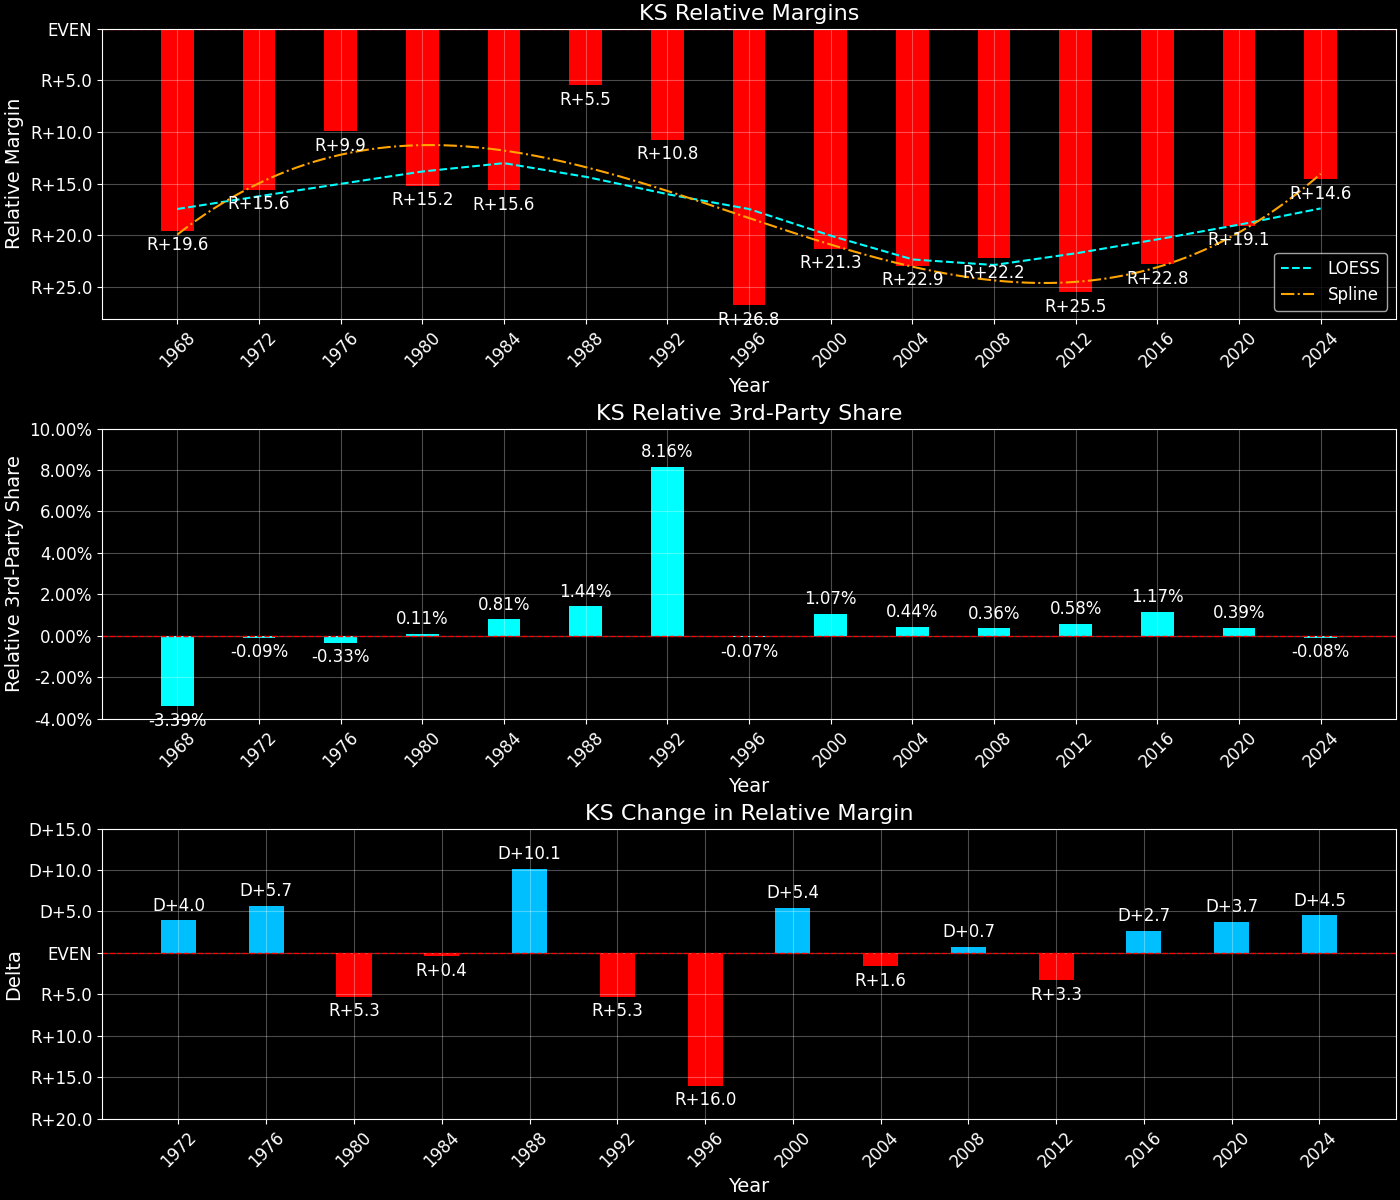 KS Relative Margins
Relative Margin
EVEN
R+5.0
R+10.0
R+15.0
R+20.0
R+25.0
R+19.6
R+15.6
R+9.9
R+15.2
R+15.6
R+5.5
R+10.8
R+26.8
R+21.3
R+22.9
R+22.2
R+25.5
R+22.8
R+19.1
R+14.6
LOESS
Spline
1968 1972 1976 1980 1984 1988 1992 1996 2000 2004 2008 2012 2016 2020 2024
Year
KS Relative 3rd-Party Share
Relative 3rd-Party Share
10.00%
8.00%
6.00%
4.00%
2.00%
0.00%
-2.00%
-4.00%
-3.39%
-0.09%
-0.33%
0.11%
0.81%
1.44%
8.16%
-0.07%
1.07%
0.44%
0.36%
0.58%
1.17%
0.39%
-0.08%
1968 1972 1976 1980 1984 1988 1992 1996 2000 2004 2008 2012 2016 2020 2024
Year
KS Change in Relative Margin
Delta
D+15.0
D+10.0
D+5.0
EVEN
R+5.0
R+10.0
R+15.0
R+20.0
D+4.0
D+5.7
R+5.3
R+0.4
D+10.1
R+5.3
R+16.0
D+5.4
R+1.6
D+0.7
R+3.3
D+2.7
D+3.7
D+4.5
1972 1976 1980 1984 1988 1992 1996 2000 2004 2008 2012 2016 2020 2024
Year